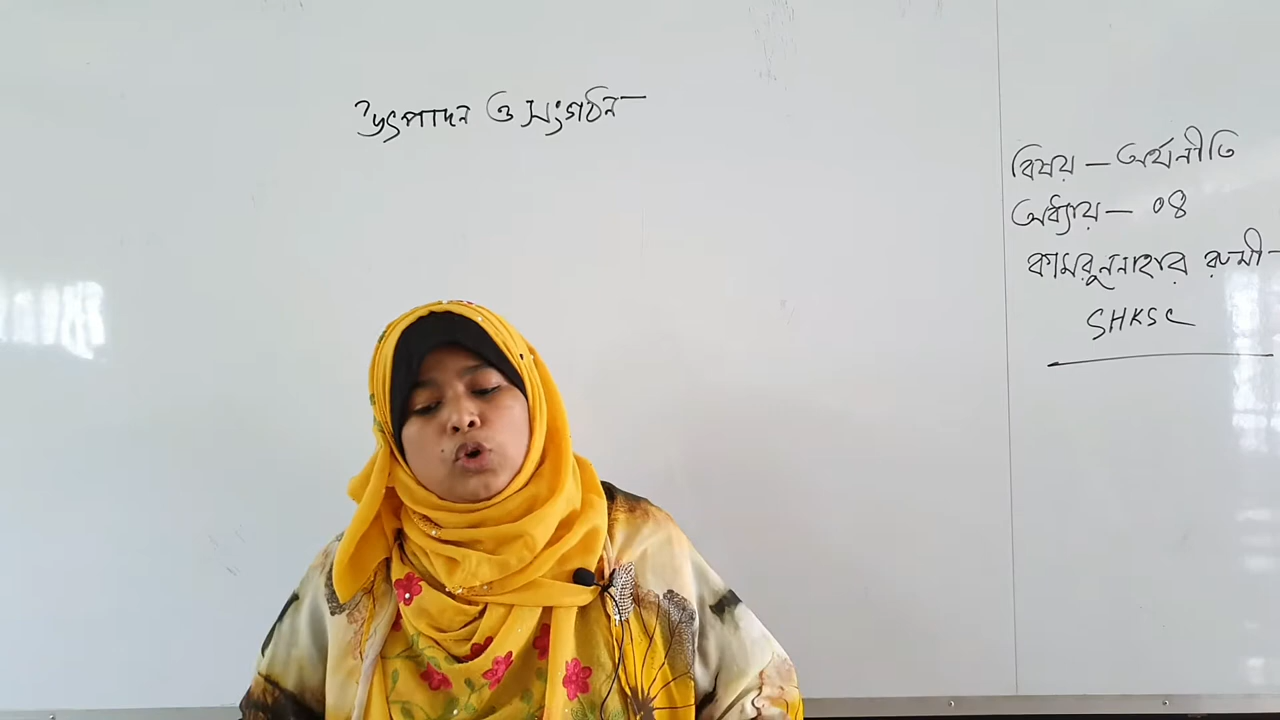 উৎপাদন ও সংগঠন
বিষয় – অর্থনীতি
অধ্যায় – ০৪
কামরুননাহার রুমী
SHKSC